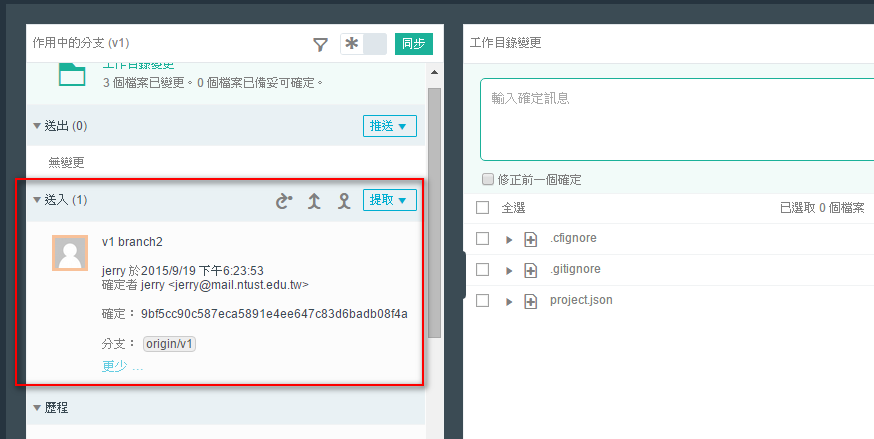 作用中的分支 (v1)
同步
工作目錄變更
3 個檔案已變更。0 個檔案已備妥可確定。
送出 (0)
推送
無變更
送入 (1)
提取
v1 branch2
jerry 於2015/9/19 下午6:23:53
確定者 jerry <jerry@mail.ntust.edu.tw>
確定： 9bf5cc90c587eca5891e4ee647c83d6badb08f4a
分支： origin/v1
更少 ...
歷程
工作目錄變更
輸入確定訊息
修正前一個確定
全選
已選取 0 個檔案
.cfignore
.gitignore
project.json